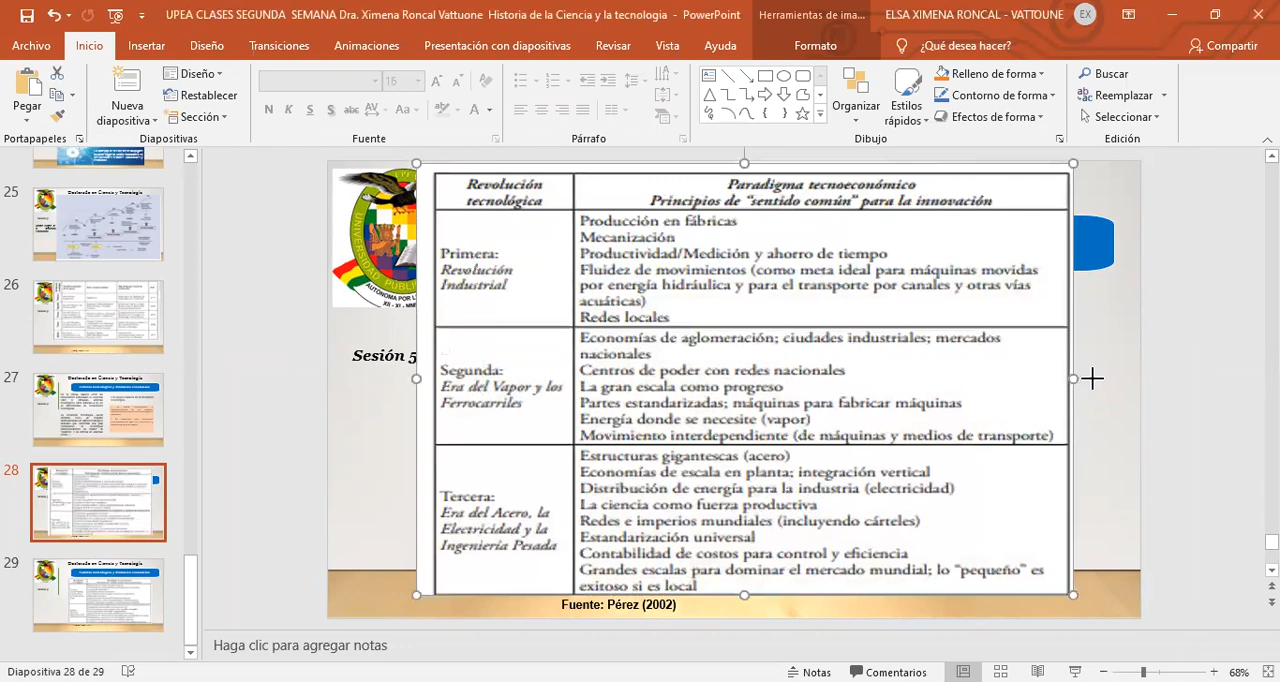 UPEA CLASES SEGUNDA SEMANA Dra. Ximena Roncal Vattuone Historia de la Ciencia y la tecnologia - PowerPoint
Herramientas de ima...
ELSA XIMENA RONCAL - VATTOUNE
EX
Archivo
Inicio
Insertar
Diseño
Transiciones
Animaciones
Presentación con diapositivas
Revisar
Vista
Ayuda
Formato
¿Qué desea hacer?
Compartir
Pegar
Nueva diapositiva
Diseño
Restablecer
Sección
16
N K S S abc AV Aa A
Organizar
Estilos rápidos
Relleno de forma
Contorno de forma
Efectos de forma
Buscar
Reemplazar
Seleccionar
Portapapeles
Diapositivas
Fuente
Párrafo
Dibujo
Edición
25
26
27
28
29
Sesión 5
Revolución tecnológica
Paradigma tecnoeconómico
Principios de "sentido común" para la innovación
Primera:
Revolución
Industrial
Producción en fábricas
Mecanización
Productividad/Medición y ahorro de tiempo
Fluidez de movimientos (como meta ideal para máquinas movidas
por energía hidráulica y para el transporte por canales y otras vías
acuáticas)
Redes locales
Segunda:
Era del Vapor y los
Ferrocarriles
Economías de aglomeración; ciudades industriales; mercados
nacionales
Centros de poder con redes nacionales
La gran escala como progreso
Partes estandarizadas; máquinas para fabricar máquinas
Energía donde se necesite (vapor)
Movimiento interdependiente (de máquinas y medios de transporte)
Tercera:
Era del Acero, la
Electricidad y la
Ingeniería Pesada
Estructuras gigantescas (acero)
Economías de escala en planta; integración vertical
Distribución de energía para la industria (electricidad)
La ciencia como fuerza productiva
Redes e imperios mundiales (incluyendo cárteles)
Estandarización universal
Contabilidad de costos para control y eficiencia
Grandes escalas para dominar el mercado mundial; lo "pequeño" es
exitoso si es local
Fuente: Pérez (2002)
Haga clic para agregar notas
Diapositiva 28 de 29
Notas
Comentarios
68%